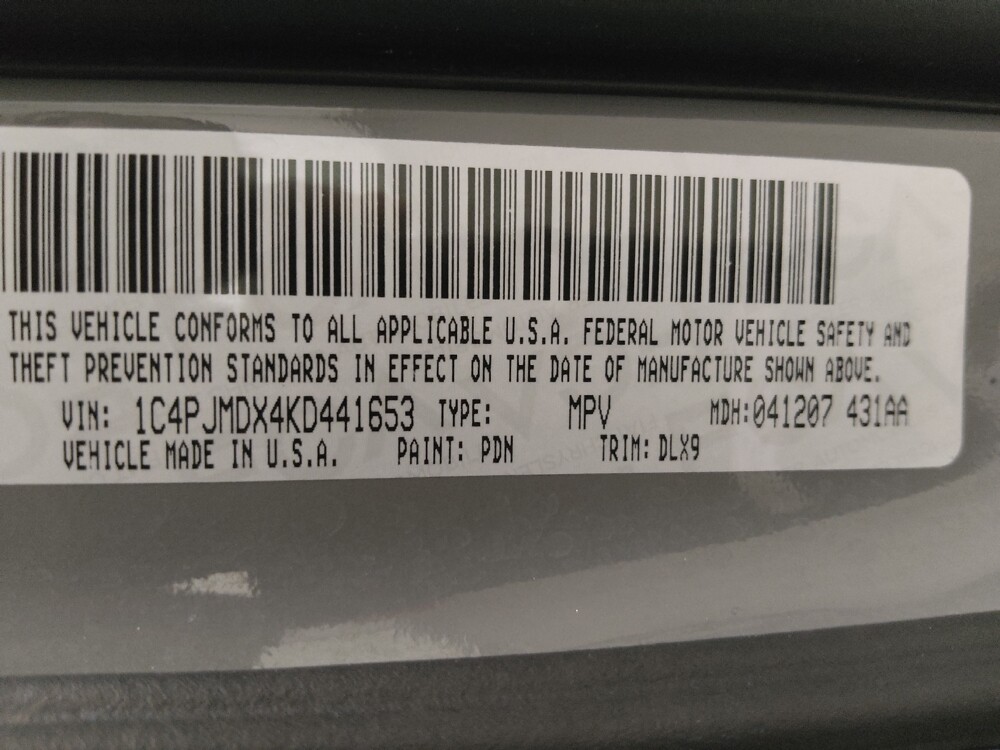 THIS VEHICLE CONFORMS TO ALL APPLICABLE U.S.A. FEDERAL MOTOR VEHICLE SAFETY AND
THEFT PREVENTION STANDARDS IN EFFECT ON THE DATE OF MANUFACTURE SHOWN ABOVE.
VIN: 1C4PJMDX4KD441653 TYPE: MPV MDH:041207 431AA
VEHICLE MADE IN U.S.A. PAINT: PDN TRIM: DLX9